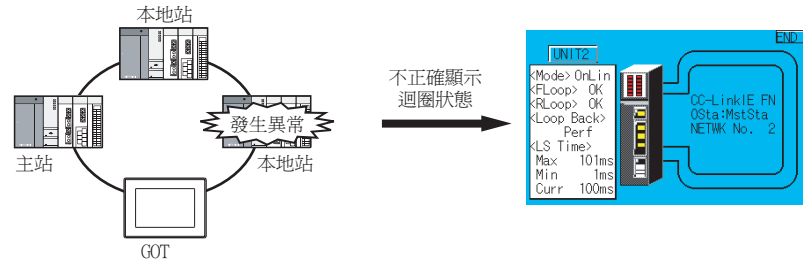 本地站
主站
發生異常
本地站
GOT
不正確顯示
迴圈狀態
END
UNIT2
<Mode> OnLin
<FLoop> OK
<RLoop> OK
<Loop Back>
Perf
<LS Time>
Max 101ms
Min 1ms
Curr 100ms
CC-LinkIE FN
OSta:MstSta
NETWK No. 2